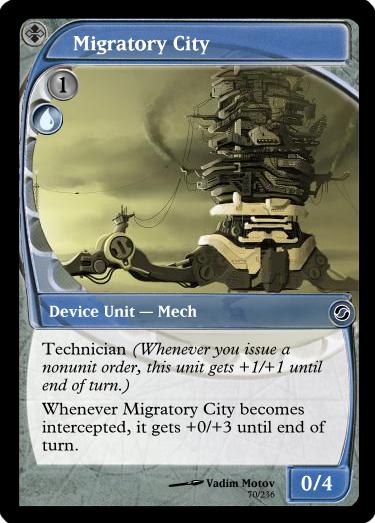 Migratory City
1
Device Unit — Mech
Technician (Whenever you issue a
nonunit order, this unit gets +1/+1 until
end of turn.)
Whenever Migratory City becomes
intercepted, it gets +0/+3 until end of
turn.
Vadim Motov
70/236
0/4